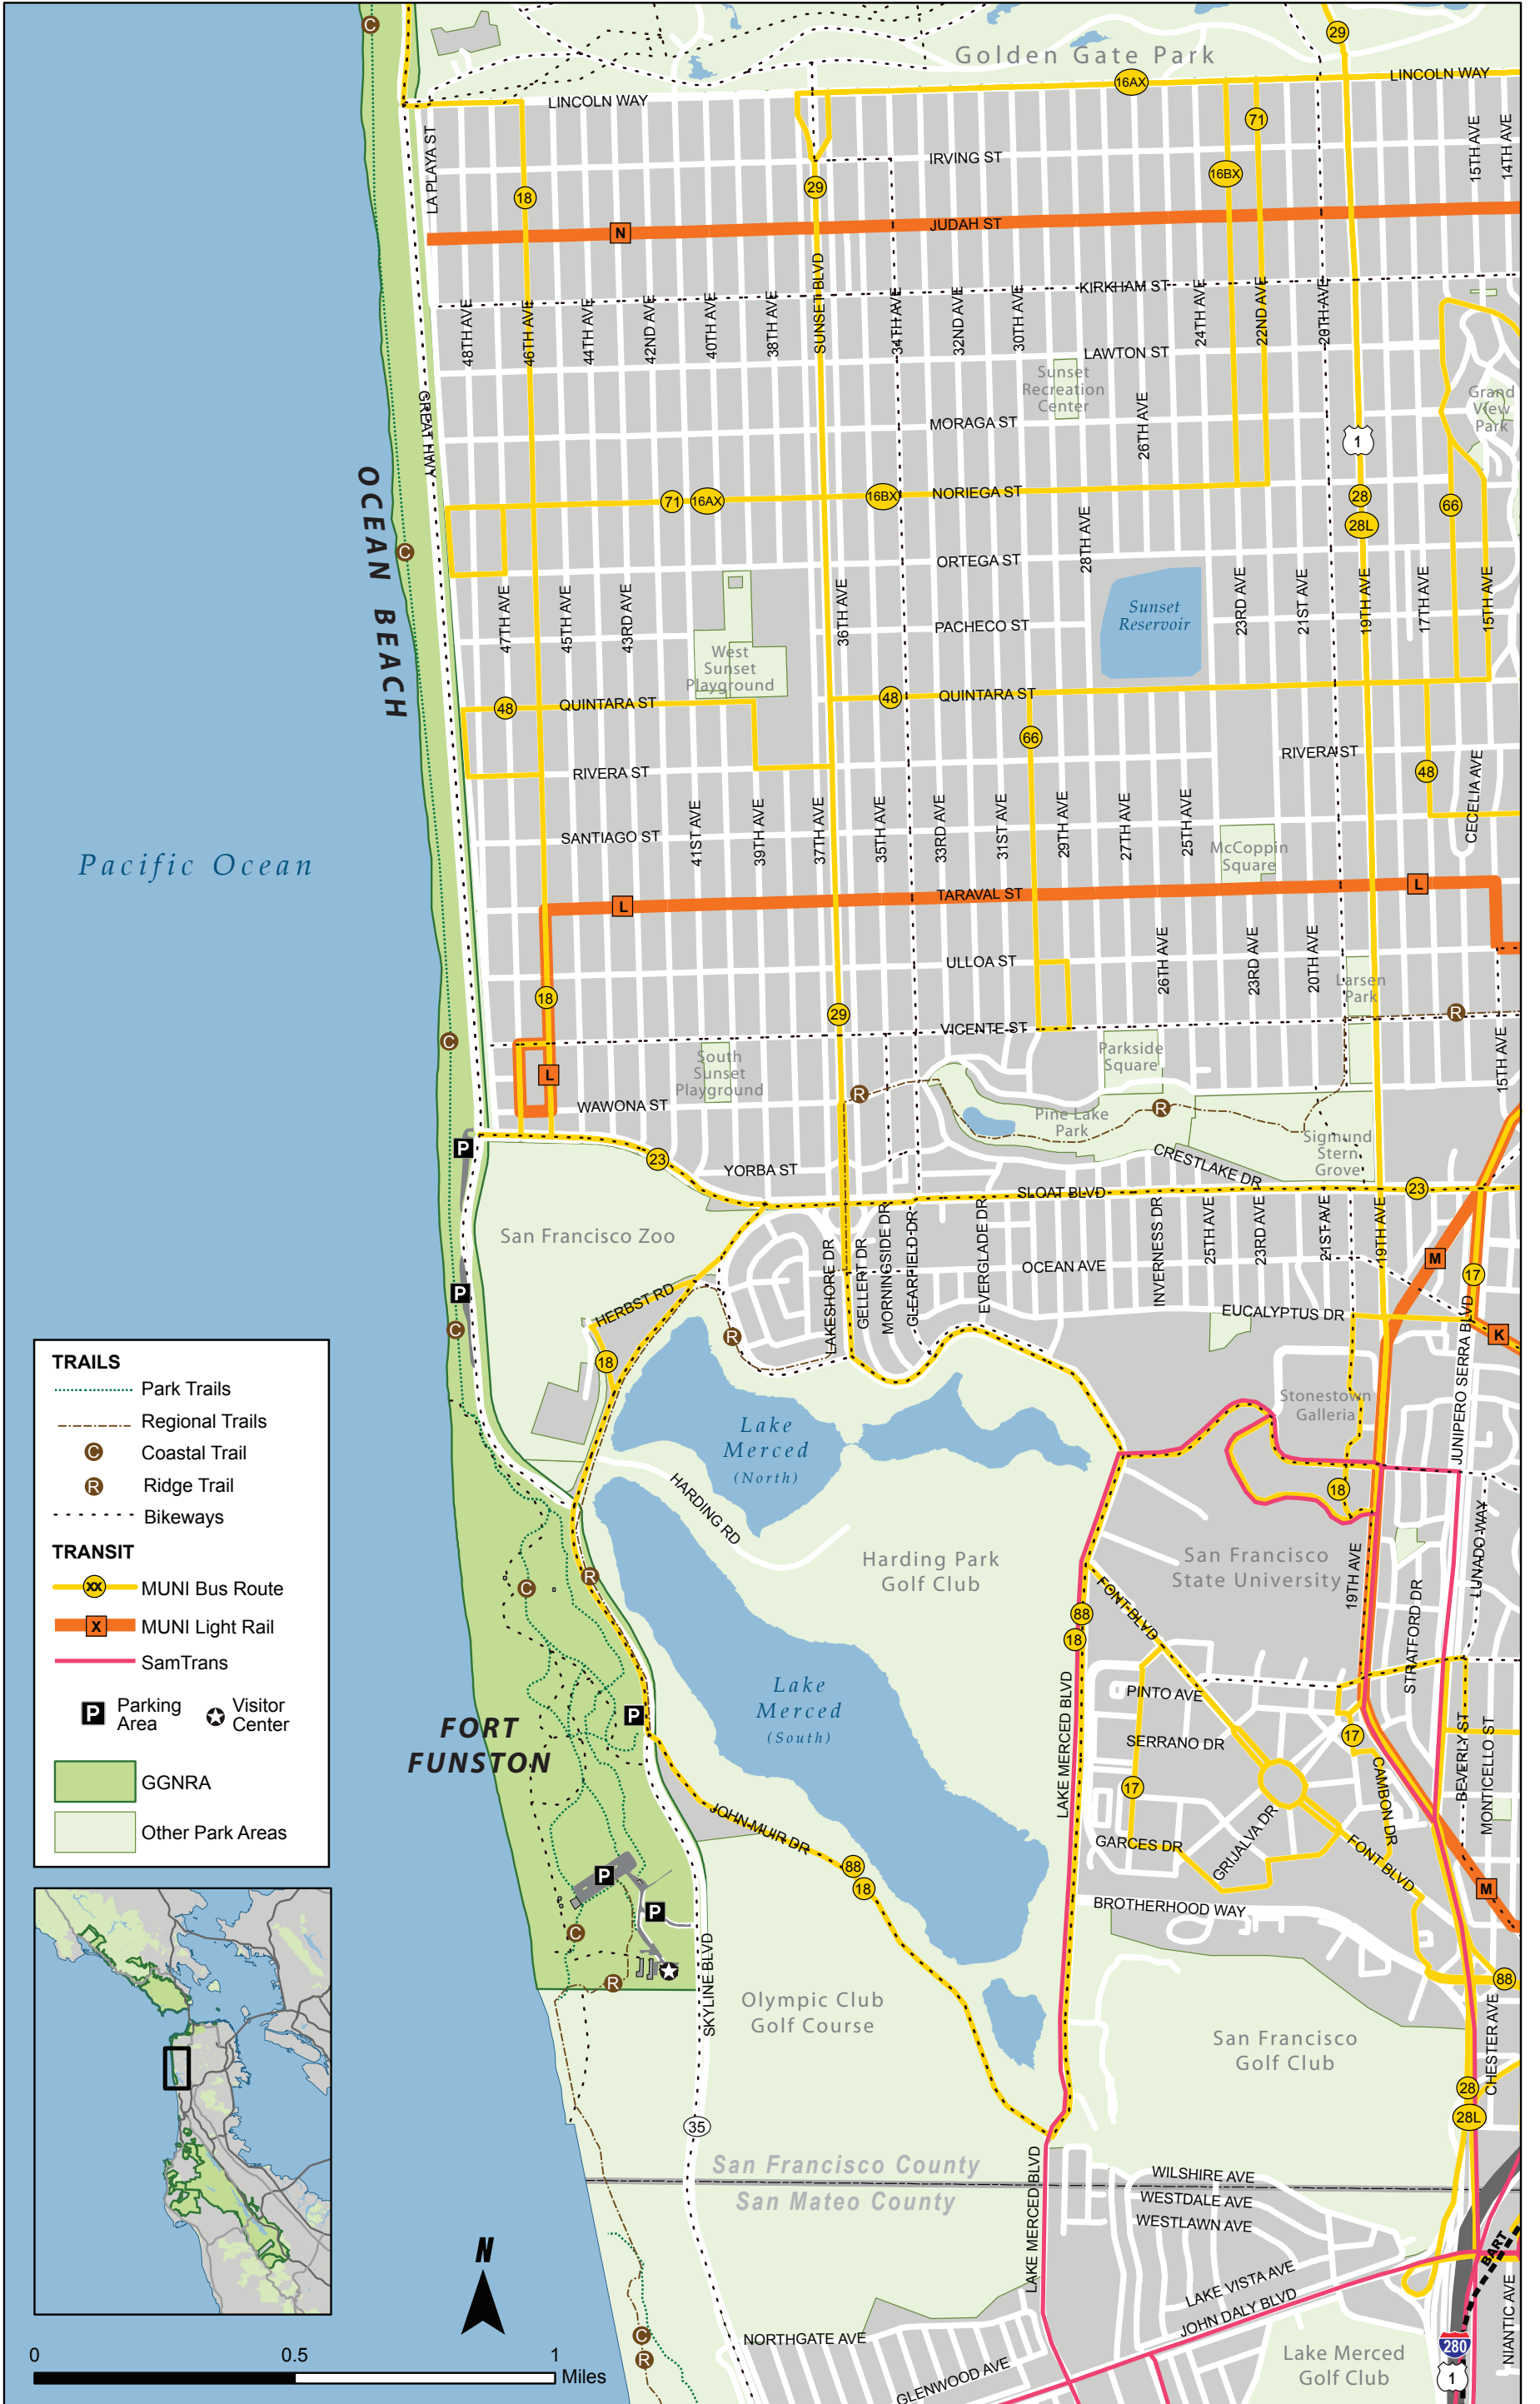 C
29
Golden Gate Park
16AX
LINCOLN WAY
LINCOLN WAY
71
LA PLAYA ST
IRVING ST
15TH AVE
14TH AVE
16BX
29
18
N
JUDAH ST
SUNSET BLVD
KIRKHAM ST
48TH AVE
46TH AVE
44TH AVE
42ND AVE
40TH AVE
38TH AVE
34TH AVE
32ND AVE
30TH AVE
24TH AVE
22ND AVE
20TH AVE
LAWTON ST
Sunset
Recreation
Center
Grand
View
Park
GREAT HWY
MORAGA ST
26TH AVE
1
OCEAN BEACH
71
16AX
16BX
NORIEGA ST
28
28L
66
C
28TH AVE
ORTEGA ST
47TH AVE
45TH AVE
43RD AVE
36TH AVE
PACHECO ST
Sunset
Reservoir
23RD AVE
21ST AVE
19TH AVE
17TH AVE
15TH AVE
West
Sunset
Playground
48
QUINTARA ST
48
QUINTARA ST
66
RIVERA ST
RIVERA ST
48
CECELIA AVE
SANTIAGO ST
41ST AVE
39TH AVE
37TH AVE
35TH AVE
33RD AVE
31ST AVE
29TH AVE
27TH AVE
25TH AVE
McCoppin
Square
Pacific Ocean
L
TARAVAL ST
L
ULLOA ST
26TH AVE
23RD AVE
20TH AVE
Larsen
Park
18
29
R
C
VICENTE ST
15TH AVE
South
Sunset
Playground
Parkside
Square
L
WAWONA ST
R
R
Pine Lake
Park
Sigmund
Stern
Grove
P
23
YORBA ST
CRESTLAKE DR
SLOAT BLVD
23
San Francisco Zoo
LAKESHORE DR
GELLERT DR
MORNINGSIDE DR
CLEARFIELD DR
EVERGLADE DR
OCEAN AVE
INVERNESS DR
25TH AVE
23RD AVE
21ST AVE
19TH AVE
M
17
P
HERBST RD
C
R
EUCALYPTUS DR
JUNIPERO SERRA BLVD
K
18
Stonestown
Galleria
Lake
Merced
(North)
HARDING RD
18
Harding Park
Golf Club
San Francisco
State University
19TH AVE
LUNADO WAY
C
R
FONT BLVD
88
18
STRATFORD DR
Lake
Merced
(South)
LAKE MERCED BLVD
PINTO AVE
P
FORT
FUNSTON
SERRANO DR
17
BEVERLY ST
MONTICELLO ST
17
CAMBON DR
JOHN MUIR DR
GARCES DR
GRIJALVA DR
FONT BLVD
88
18
P
M
P
BROTHERHOOD WAY
C
SKYLINE BLVD
R
88
Olympic Club
Golf Course
San Francisco
Golf Club
CHESTER AVE
28
28L
35
San Francisco County
San Mateo County
LAKE MERCED BLVD
WILSHIRE AVE
WESTDALE AVE
WESTLAWN AVE
BART
LAKE VISTA AVE
JOHN DALY BLVD
NIANTIC AVE
C
R
NORTHGATE AVE
GLENWOOD AVE
Lake Merced
Golf Club
280
1
TRAILS
Park Trails
Regional Trails
C Coastal Trail
R Ridge Trail
Bikeways
TRANSIT
XX MUNI Bus Route
X MUNI Light Rail
SamTrans
P Parking
Area
Visitor
Center
GGNRA
Other Park Areas
N
0 0.5 1
Miles